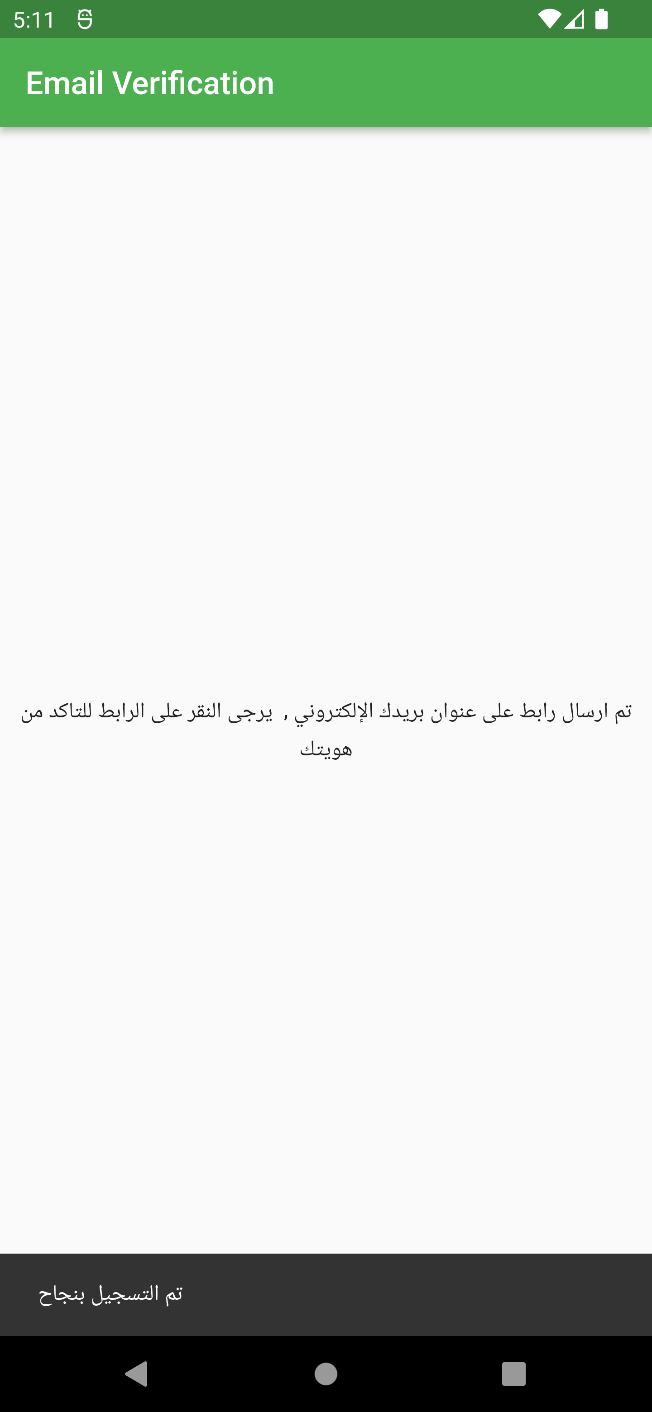 5:11
Email Verification
تم ارسال رابط على عنوان بريدك الإلكتروني , يرجى النقر على الرابط للتاكد من
هويتك
تم التسجيل بنجاح